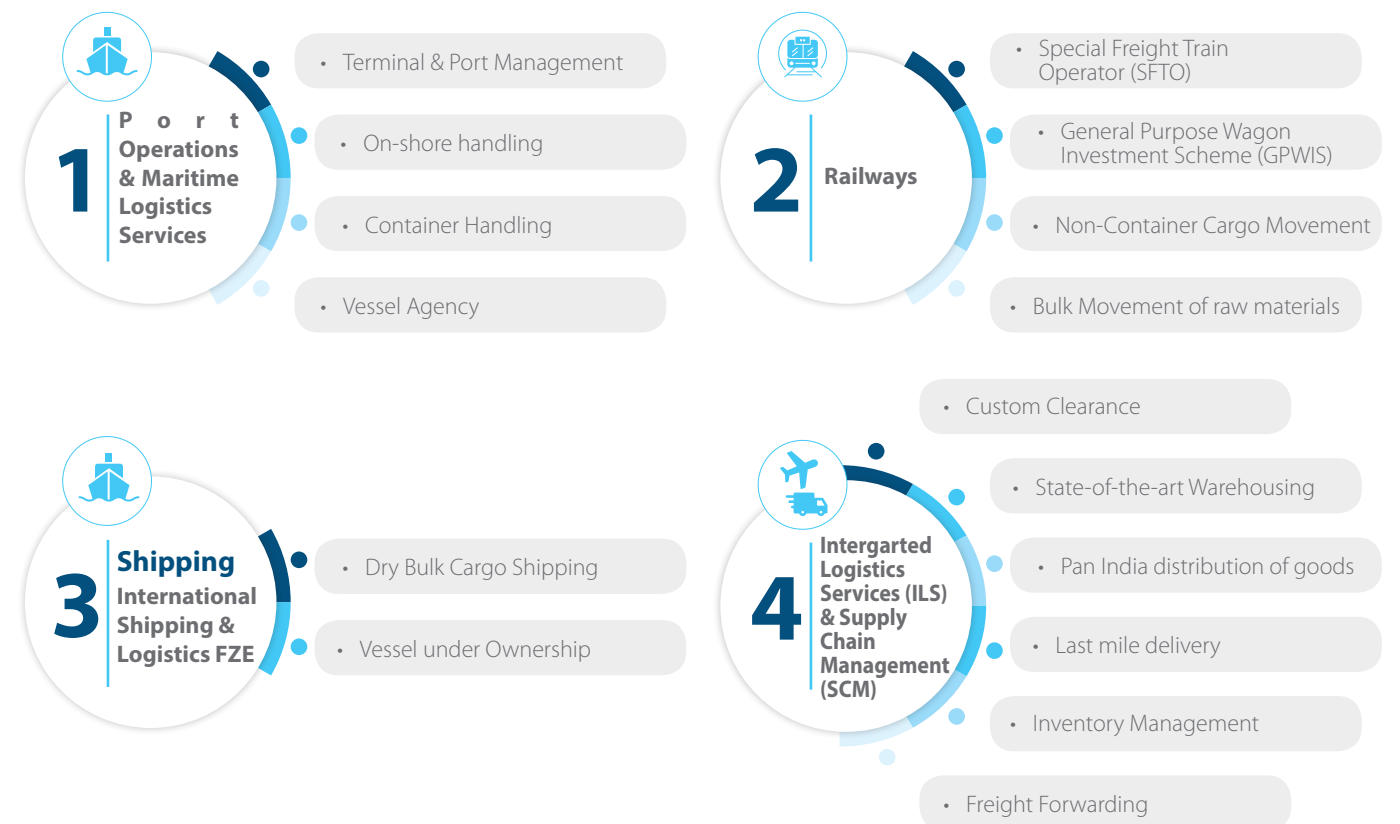 1
P o r t
Operations
& Maritime
Logistics
Services
• Terminal & Port Management
• On-shore handling
• Container Handling
• Vessel Agency
2
Railways
• Special Freight Train
Operator (SFTO)
• General Purpose Wagon
Investment Scheme (GPWIS)
• Non-Container Cargo Movement
• Bulk Movement of raw materials
3
Shipping
International
Shipping &
Logistics FZE
• Dry Bulk Cargo Shipping
• Vessel under Ownership
4
Intergarted
Logistics
Services (ILS)
& Supply
Chain
Management
(SCM)
• Custom Clearance
• State-of-the-art Warehousing
• Pan India distribution of goods
• Last mile delivery
• Inventory Management
• Freight Forwarding